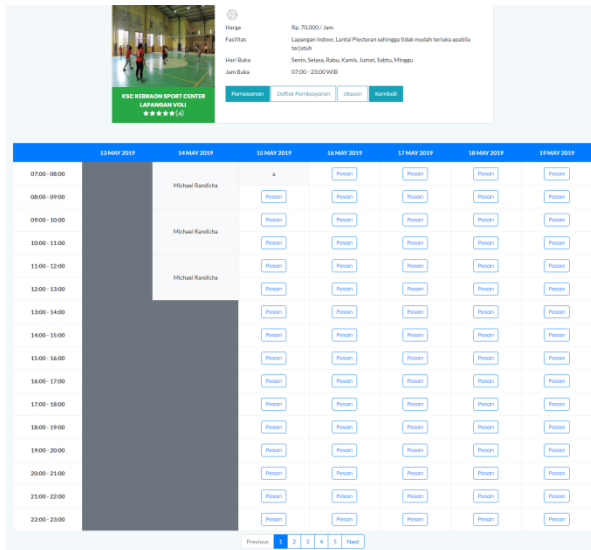 Harga Rp. 70.000 / Jam
Fasilitas Lapangan Indoor, Lantai Plesteran sehingga tidak mudah terluka apabila
terjatuh
Hari Buka Senin, Selasa, Rabu, Kamis, Jumat, Sabtu, Minggu
Jam Buka 07:00 - 23:00 WIB
Pemesanan Daftar Pembayaran Ulasan Kembali
KSC KEBRAON SPORT CENTER
LAPANGAN VOLI
★★★★★(4)
13 MAY 2019 14 MAY 2019 15 MAY 2019 16 MAY 2019 17 MAY 2019 18 MAY 2019 19 MAY 2019
07:00 - 08:00 a Pesan Pesan Pesan Pesan
Michael Randicha
08:00 - 09:00 Pesan Pesan Pesan Pesan Pesan
09:00 - 10:00 Pesan Pesan Pesan Pesan Pesan
Michael Randicha
10:00 - 11:00 Pesan Pesan Pesan Pesan Pesan
11:00 - 12:00 Pesan Pesan Pesan Pesan Pesan
Michael Randicha
12:00 - 13:00 Pesan Pesan Pesan Pesan Pesan
13:00 - 14:00 Pesan Pesan Pesan Pesan Pesan
14:00 - 15:00 Pesan Pesan Pesan Pesan Pesan
15:00 - 16:00 Pesan Pesan Pesan Pesan Pesan
16:00 - 17:00 Pesan Pesan Pesan Pesan Pesan
17:00 - 18:00 Pesan Pesan Pesan Pesan Pesan
18:00 - 19:00 Pesan Pesan Pesan Pesan Pesan
19:00 - 20:00 Pesan Pesan Pesan Pesan Pesan
20:00 - 21:00 Pesan Pesan Pesan Pesan Pesan
21:00 - 22:00 Pesan Pesan Pesan Pesan Pesan
22:00 - 23:00 Pesan Pesan Pesan Pesan Pesan
Previous 1 2 3 4 5 Next